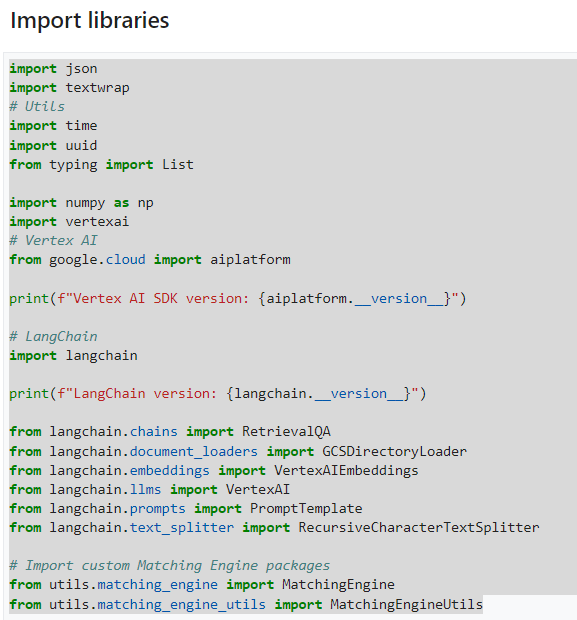 Import libraries
import json
import textwrap
# Utils
import time
import uuid
from typing import List
import numpy as np
import vertexai
# Vertex AI
from google.cloud import aiplatform
print(f"Vertex AI SDK version: {aiplatform.__version__}")
# LangChain
import langchain
print(f"LangChain version: {langchain.__version__}")
from langchain.chains import RetrievalQA
from langchain.document_loaders import GCSDirectoryLoader
from langchain.embeddings import VertexAIEmbeddings
from langchain.llms import VertexAI
from langchain.prompts import PromptTemplate
from langchain.text_splitter import RecursiveCharacterTextSplitter
# Import custom Matching Engine packages
from utils.matching_engine import MatchingEngine
from utils.matching_engine_utils import MatchingEngineUtils